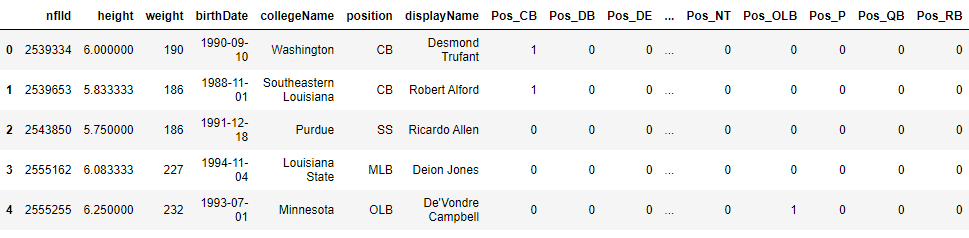 nflId height weight birthDate collegeName position displayName Pos_CB Pos_DB Pos_DE ... Pos_NT Pos_OLB Pos_P Pos_QB Pos_RB
0 2539334 6.000000 190 1990-09-10 Washington CB Desmond Trufant 1 0 0 ... 0 0 0 0 0
1 2539653 5.833333 186 1988-11-01 Southeastern Louisiana CB Robert Alford 1 0 0 ... 0 0 0 0 0
2 2543850 5.750000 186 1991-12-18 Purdue SS Ricardo Allen 0 0 0 ... 0 0 0 0 0
3 2555162 6.083333 227 1994-11-04 Louisiana State MLB Deion Jones 0 0 0 ... 0 0 0 0 0
4 2555255 6.250000 232 1993-07-01 Minnesota OLB De'Vondre Campbell 0 0 0 ... 0 1 0 0 0